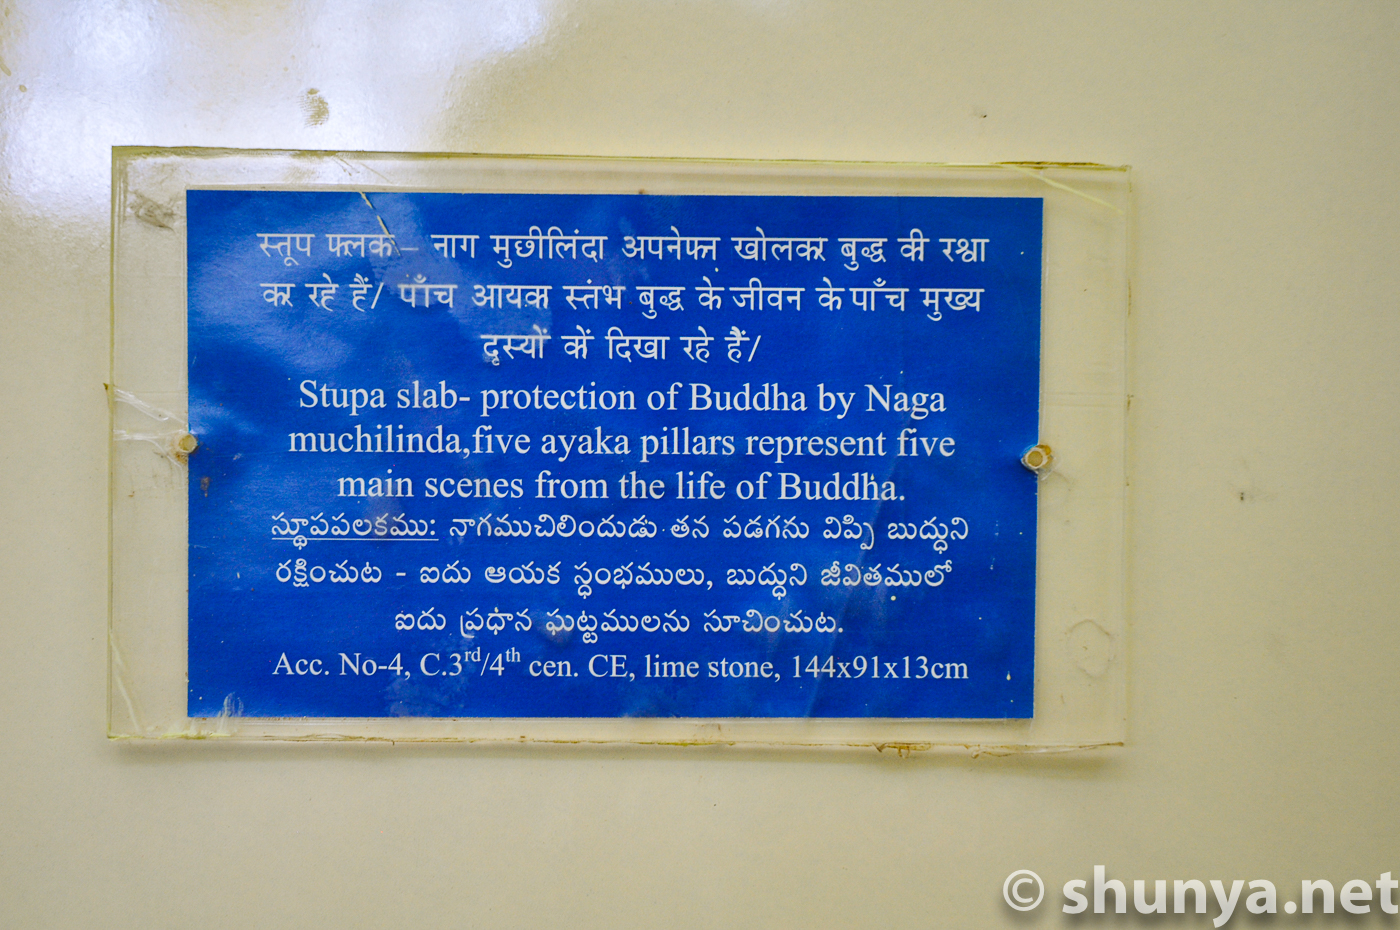 स्तूप फलक – नाग मुछीलिंदा अपनेफन खोलकर बुद्ध की रश्वा
कर रहे हैं/ पाँच आयक स्तंभ बुद्ध के जीवन के पाँच मुख्य
दृस्यों कों दिखा रहे हैं/
Stupa slab- protection of Buddha by Naga
muchilinda,five ayaka pillars represent five
main scenes from the life of Buddha.
స్థూపపలకము: నాగముచిలిందుడు తన పడగను విప్పి బుద్ధుని
రక్షించుట - ఐదు ఆయక స్థంభములు, బుద్ధుని జీవితములో
ఐదు ప్రధాన ఘట్టములను సూచించుట.
Acc. No-4, C.3rd/4th cen. CE, lime stone, 144x91x13cm
© shunya.net